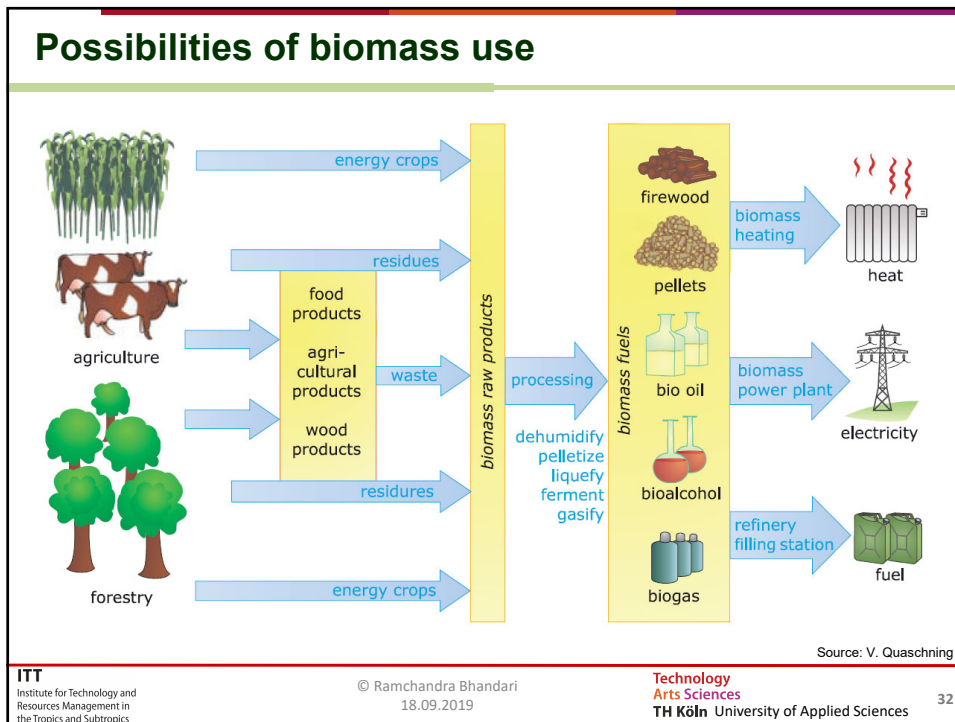 Possibilities of biomass use
energy crops
residues
agriculture
food
products
agri-
cultural
products
wood
products
waste
residures
forestry
energy crops
biomass raw products
processing
dehumidify
pelletize
liquefy
ferment
gasify
biomass fuels
firewood
pellets
bio oil
bioalcohol
biogas
biomass
heating
heat
biomass
power plant
electricity
refinery
filling station
fuel
Source: V. Quaschning
ITT
Institute for Technology and
Resources Management in
the Tropics and Subtropics
© Ramchandra Bhandari
18.09.2019
Technology
Arts Sciences
TH Köln University of Applied Sciences
32